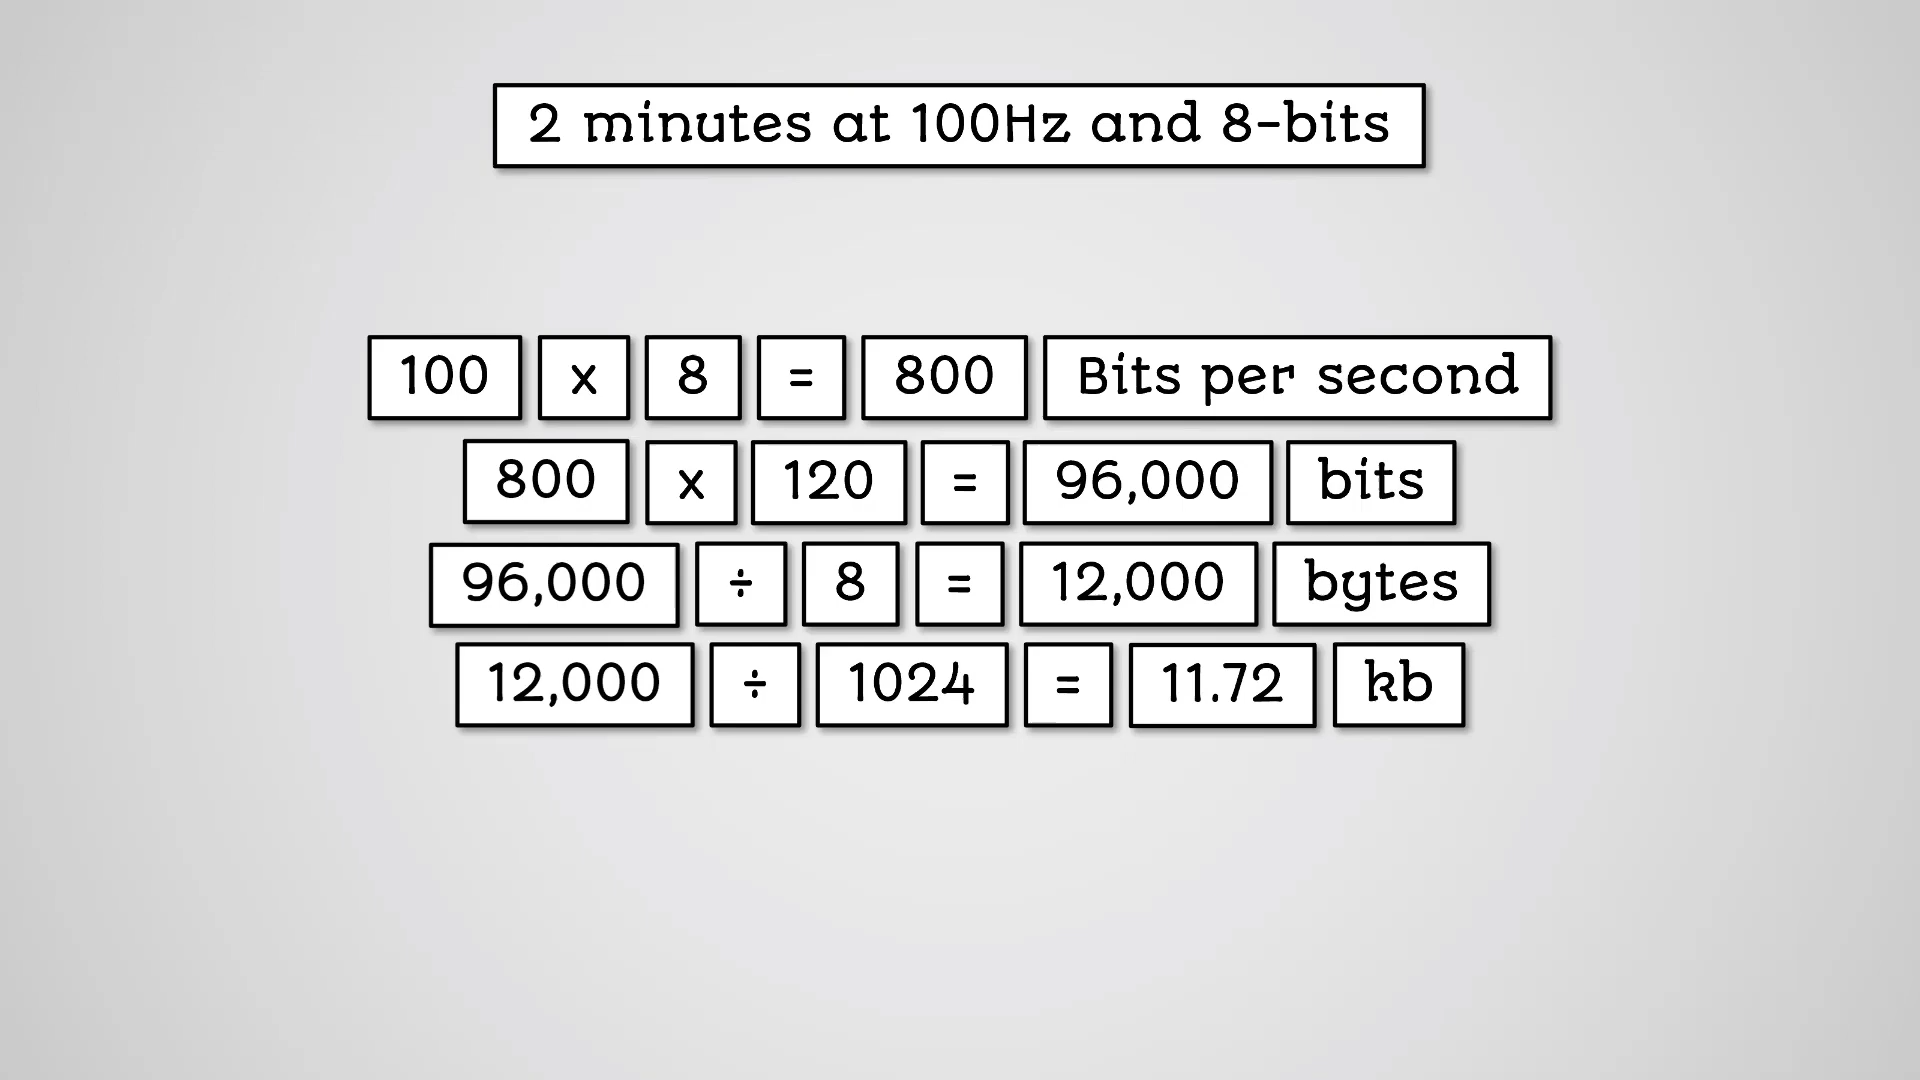 2 minutes at 100Hz and 8-bits
100 x 8 = 800 Bits per second
800 x 120 = 96,000 bits
96,000 ÷ 8 = 12,000 bytes
12,000 ÷ 1024 = 11.72 kb